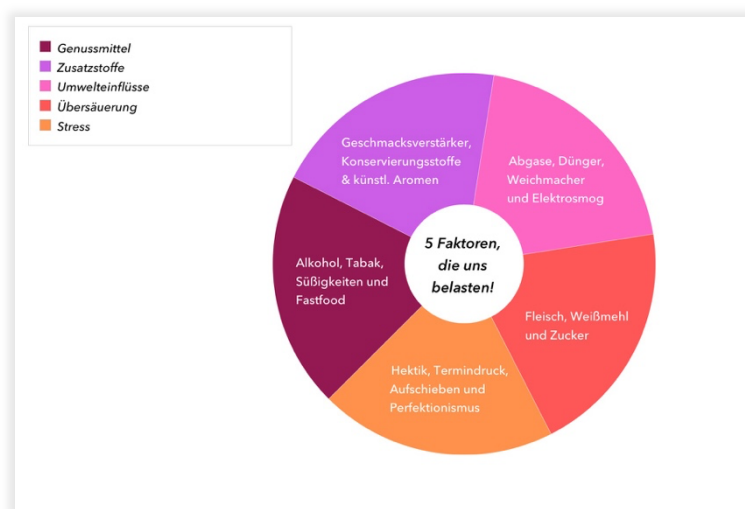 Genussmittel
Zusatzstoffe
Umwelteinflüsse
Übersäuerung
Stress
Geschmacksverstärker,
Konservierungsstoffe
& künstl. Aromen
Abgase, Dünger,
Weichmacher
und Elektrosmog
5 Faktoren,
die uns
belasten!
Alkohol, Tabak,
Süßigkeiten und
Fastfood
Fleisch, Weißmehl
und Zucker
Hektik, Termindruck,
Aufschieben und
Perfektionismus